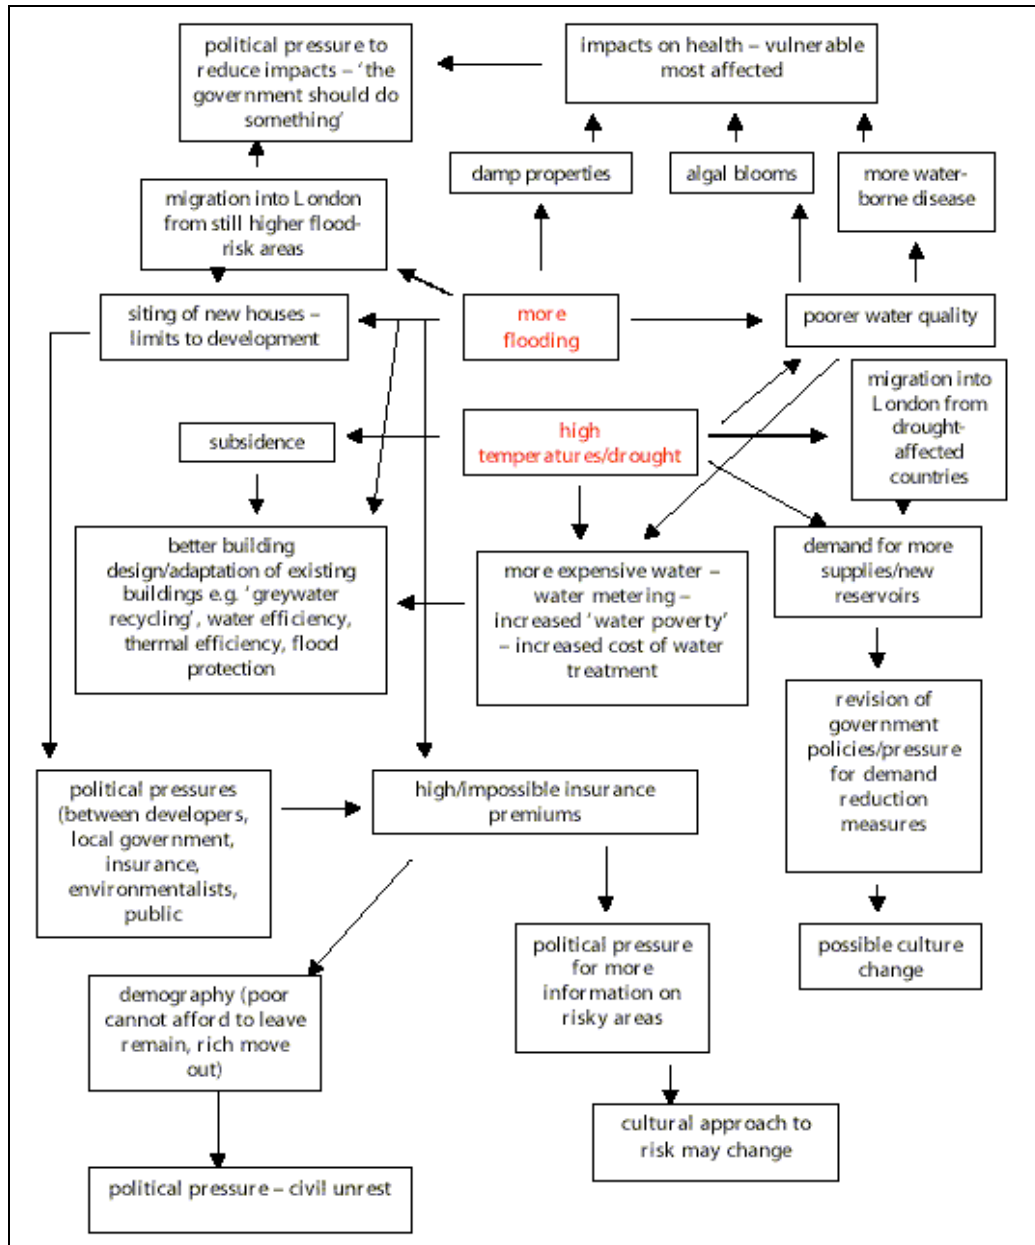 political pressure to
reduce impacts – ‘the
government should do
something’
impacts on health – vulnerable
most affected
damp properties
algal blooms
more water-
borne disease
migration into London
from still higher flood-
risk areas
siting of new houses –
limits to development
more
flooding
poorer water quality
migration into
London from
drought-
affected
countries
subsidence
high
temperatures/drought
better building
design/adaptation of existing
buildings e.g. ‘greywater
recycling’, water efficiency,
thermal efficiency, flood
protection
more expensive water –
water metering –
increased ‘water poverty’
– increased cost of water
treatment
demand for more
supplies/new
reservoirs
revision of
government
policies/pressure
for demand
reduction
measures
political pressures
(between developers,
local government,
insurance,
environmentalists,
public
high/impossible insurance
premiums
political pressure
for more
information on
risky areas
possible culture
change
demography (poor
cannot afford to leave
remain, rich move
out)
cultural approach to
risk may change
political pressure – civil unrest